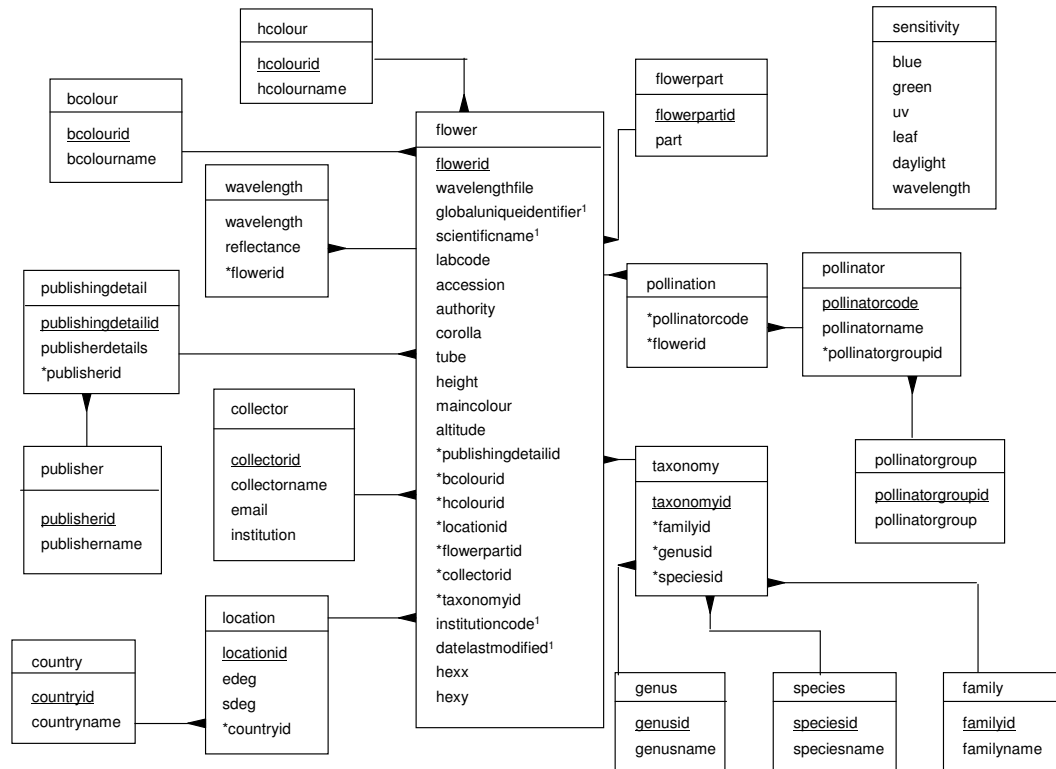 hcolour
hcolourid
hcolourname
sensitivity
blue
green
uv
leaf
daylight
wavelength
bcolour
bcolourid
bcolourname
flowerpart
flowerpartid
part
flower
flowerid
wavelengthfile
globaluniqueidentifier¹
scientificname¹
labcode
accession
authority
corolla
tube
height
maincolour
altitude
*publishingdetailid
*bcolourid
*hcolourid
*locationid
*flowerpartid
*collectorid
*taxonomyid
institutioncode¹
datelastmodified¹
hexx
hexy
wavelength
wavelength
reflectance
*flowerid
publishingdetail
publishingdetailid
publisherdetails
*publisherid
pollination
*pollinatorcode
*flowerid
pollinator
pollinatorcode
pollinatorname
*pollinatorgroupid
collector
collectorid
collectorname
email
institution
publisher
publisherid
publishername
taxonomy
taxonomyid
*familyid
*genusid
*speciesid
pollinatorgroup
pollinatorgroupid
pollinatorgroup
location
locationid
edeg
sdeg
*countryid
country
countryid
countryname
genus
genusid
genusname
species
speciesid
speciesname
family
familyid
familyname